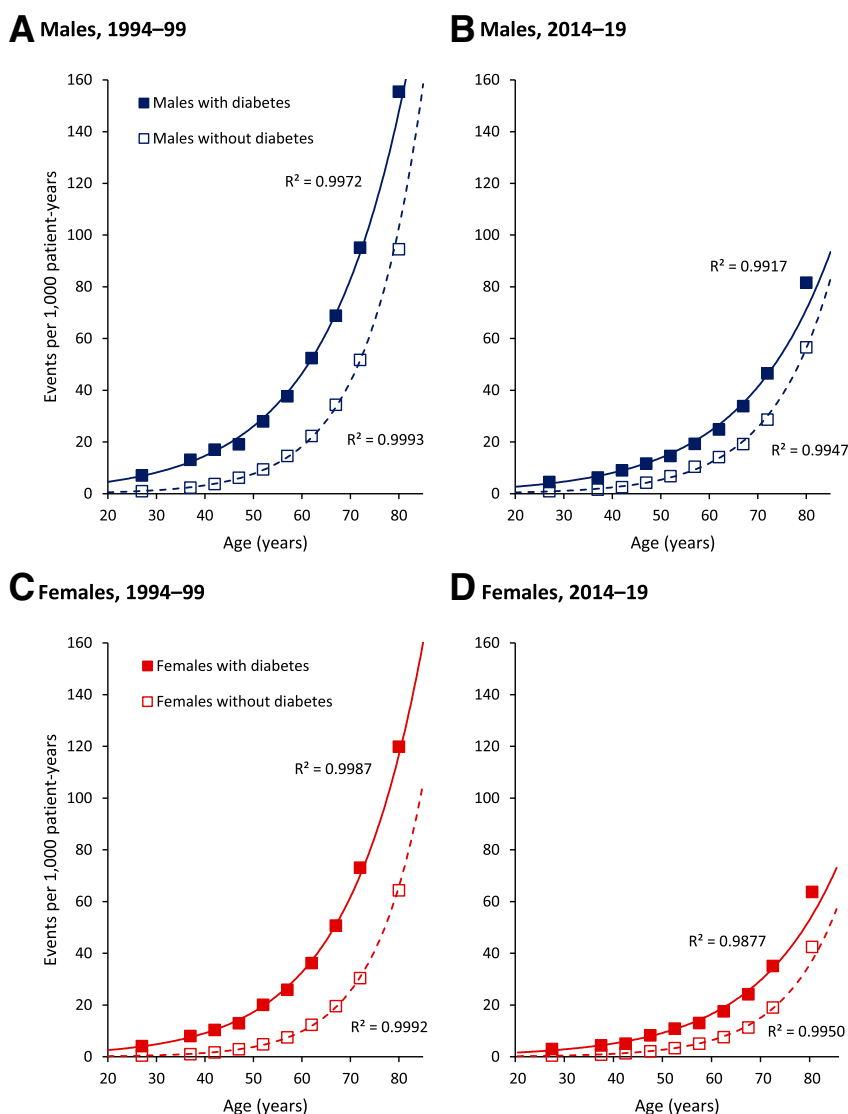 A Males, 1994–99
B Males, 2014–19
160
140
120
100
80
60
40
20
0
Events per 1,000 patient-years
Males with diabetes
Males without diabetes
R² = 0.9972
R² = 0.9993
20 30 40 50 60 70 80
Age (years)
160
140
120
100
80
60
40
20
0
R² = 0.9917
R² = 0.9947
20 30 40 50 60 70 80
Age (years)
C Females, 1994–99
D Females, 2014–19
160
140
120
100
80
60
40
20
0
Events per 1,000 patient-years
Females with diabetes
Females without diabetes
R² = 0.9987
R² = 0.9992
20 30 40 50 60 70 80
Age (years)
160
140
120
100
80
60
40
20
0
R² = 0.9877
R² = 0.9950
20 30 40 50 60 70 80
Age (years)